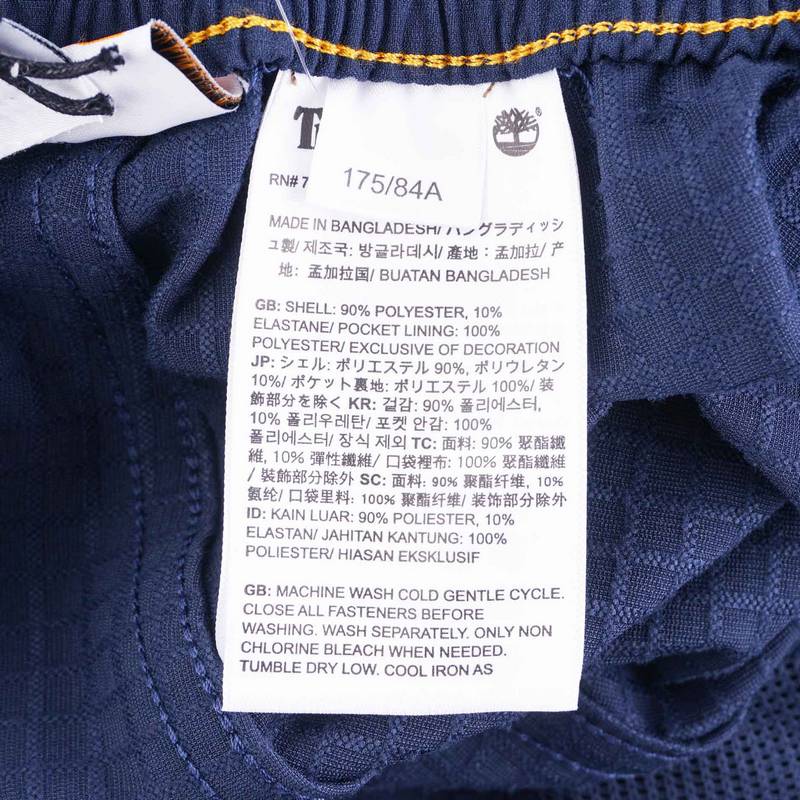 ®
175/84A
RN# 7
MADE IN BANGLADESH/ バングラディッシ
ュ製/ 제조국: 방글라데시/ 產地：孟加拉/ 产
地：孟加拉国/ BUATAN BANGLADESH
GB: SHELL: 90% POLYESTER, 10%
ELASTANE/ POCKET LINING: 100%
POLYESTER/ EXCLUSIVE OF DECORATION
JP: シェル: ポリエステル 90%, ポリウレタン
10%/ ポケット裏地: ポリエステル 100%/ 装
飾部分を除く KR: 겉감: 90% 폴리에스터,
10% 폴리우레탄/ 포켓 안감: 100%
폴리에스터/ 장식 제외 TC: 面料: 90% 聚酯纖
維, 10% 彈性纖維/ 口袋裡布: 100% 聚酯纖維
/ 裝飾部分除外 SC: 面料: 90% 聚酯纤维, 10%
氨纶/ 口袋里料: 100% 聚酯纤维/ 装饰部分除外
ID: KAIN LUAR: 90% POLIESTER, 10%
ELASTAN/ JAHITAN KANTUNG: 100%
POLIESTER/ HIASAN EKSKLUSIF
GB: MACHINE WASH COLD GENTLE CYCLE.
CLOSE ALL FASTENERS BEFORE
WASHING. WASH SEPARATELY. ONLY NON
CHLORINE BLEACH WHEN NEEDED.
TUMBLE DRY LOW. COOL IRON AS